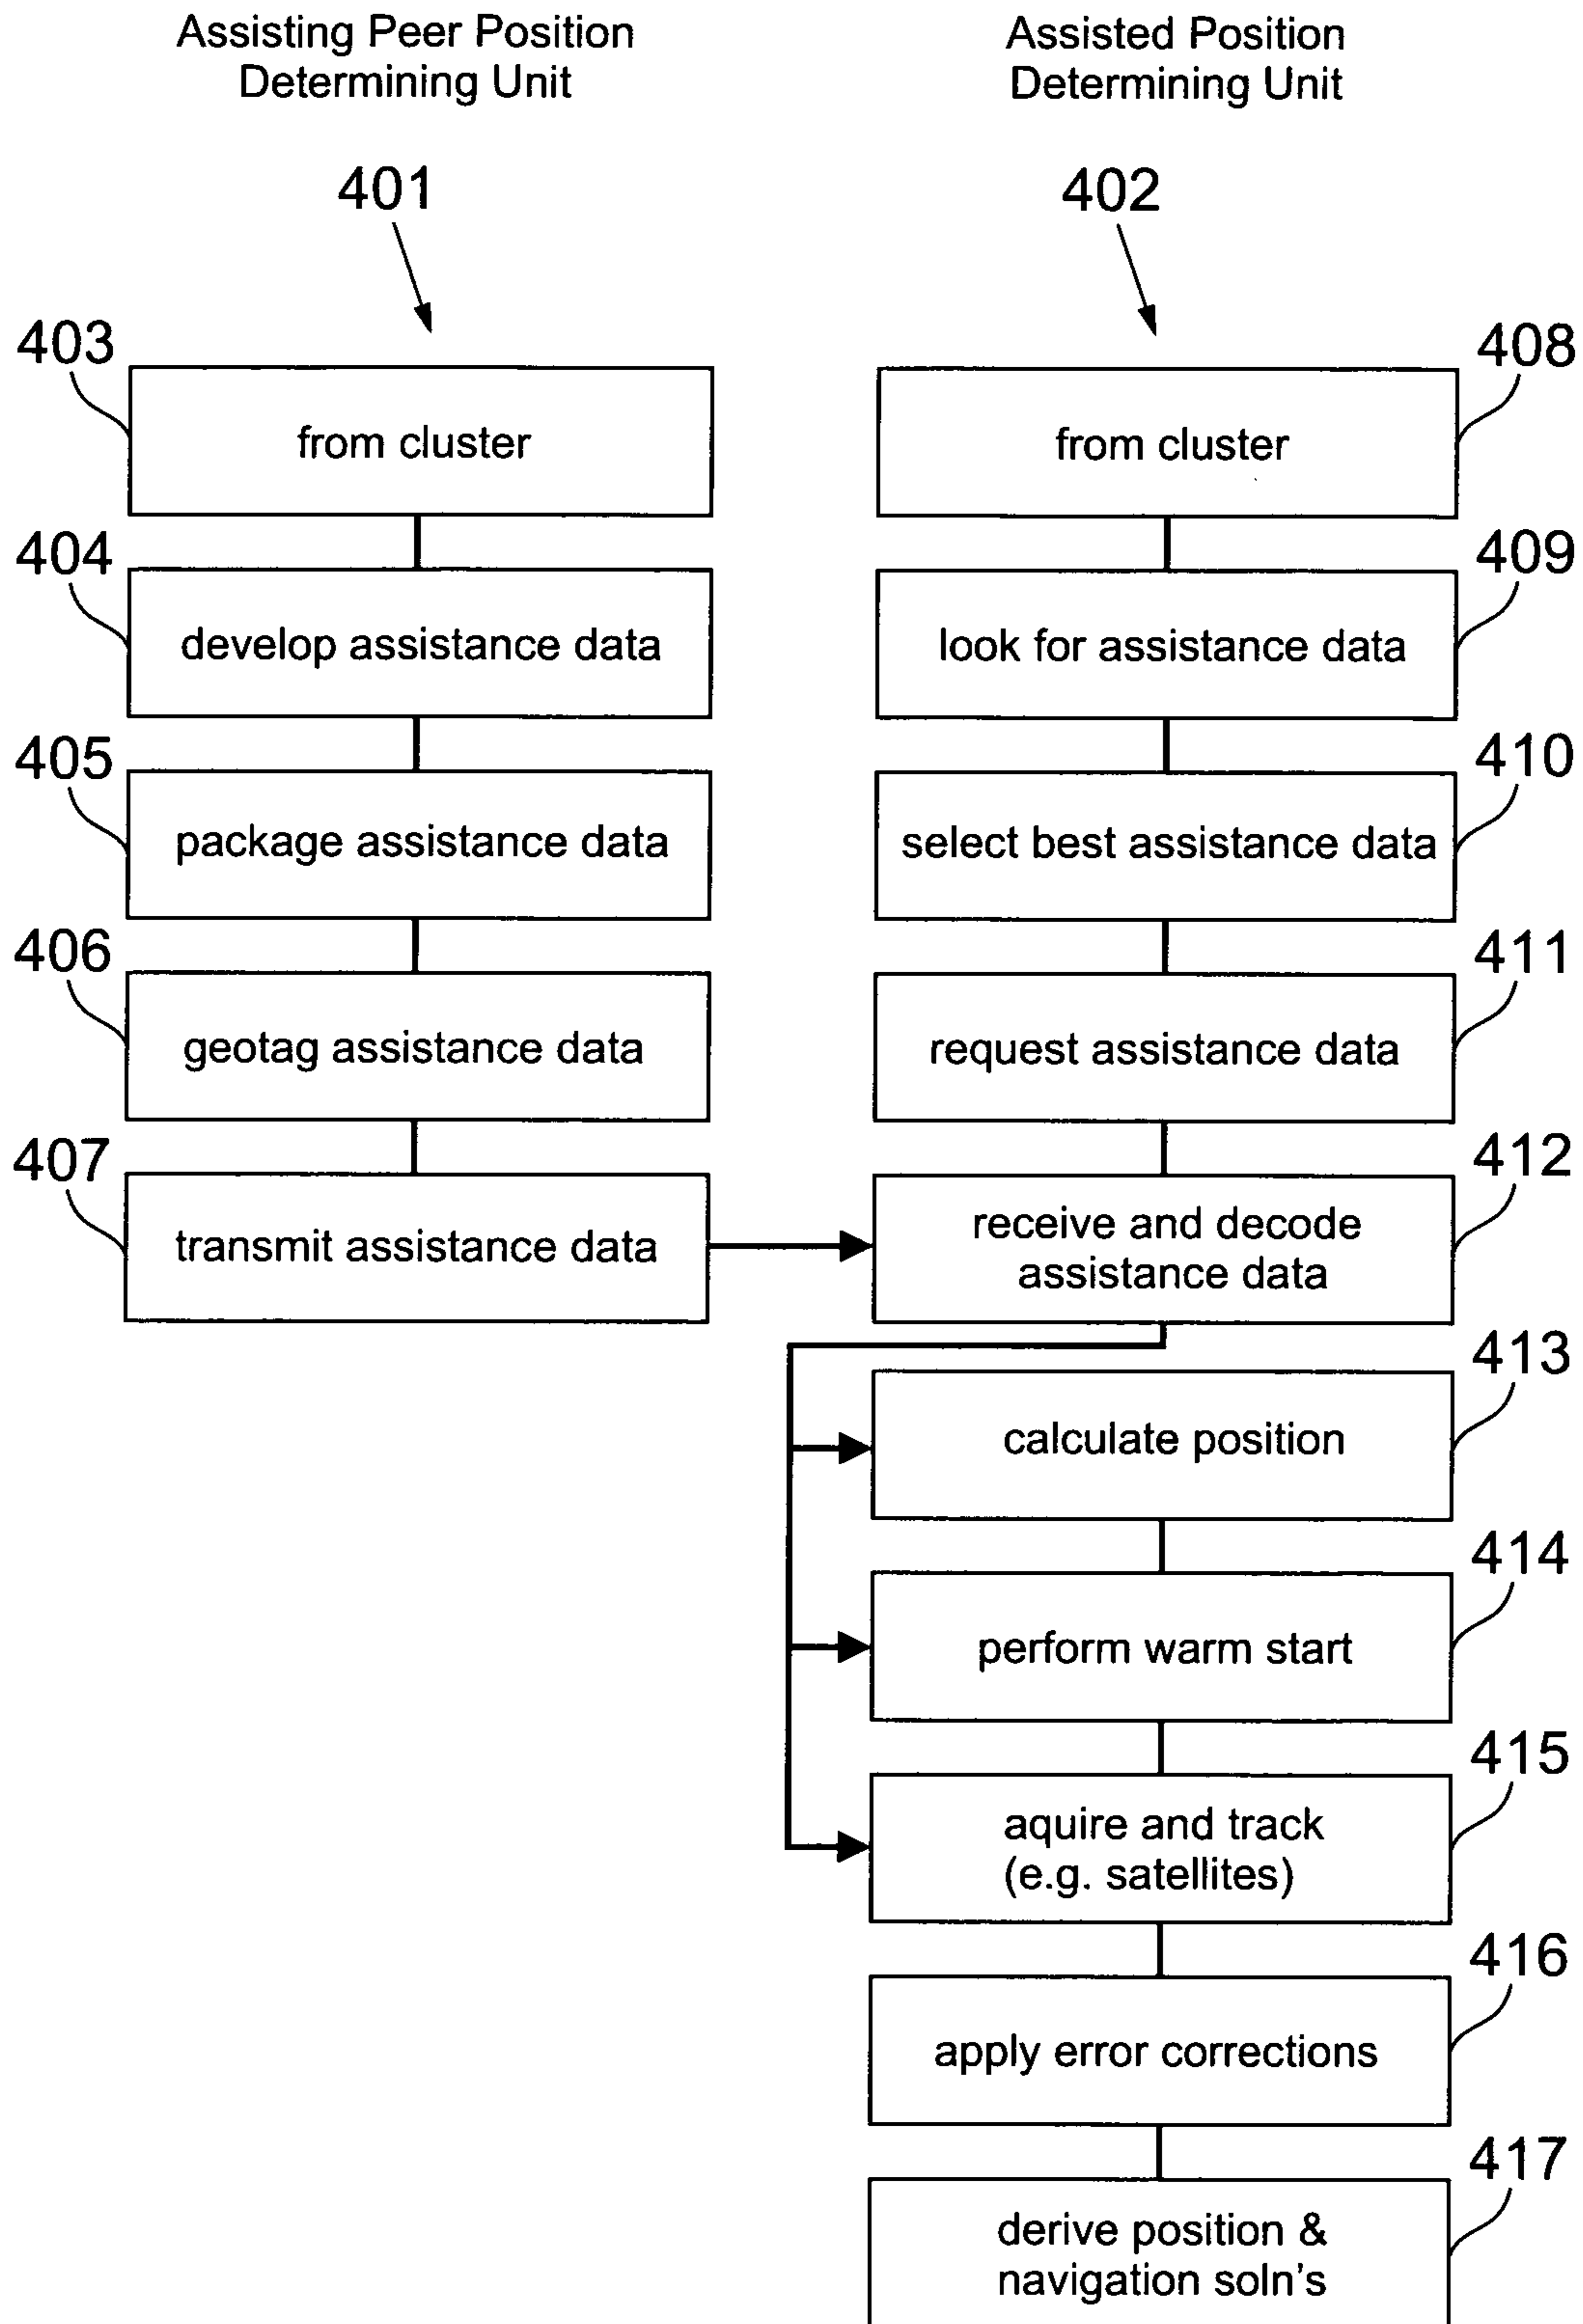 Assisting Peer Position
Determining Unit
Assisted Position
Determining Unit
401
402
403
from cluster
408
from cluster
404
develop assistance data
409
look for assistance data
405
package assistance data
410
select best assistance data
406
geotag assistance data
411
request assistance data
407
transmit assistance data
412
receive and decode
assistance data
413
calculate position
414
perform warm start
415
aquire and track
(e.g. satellites)
416
apply error corrections
417
derive position &
navigation soln's